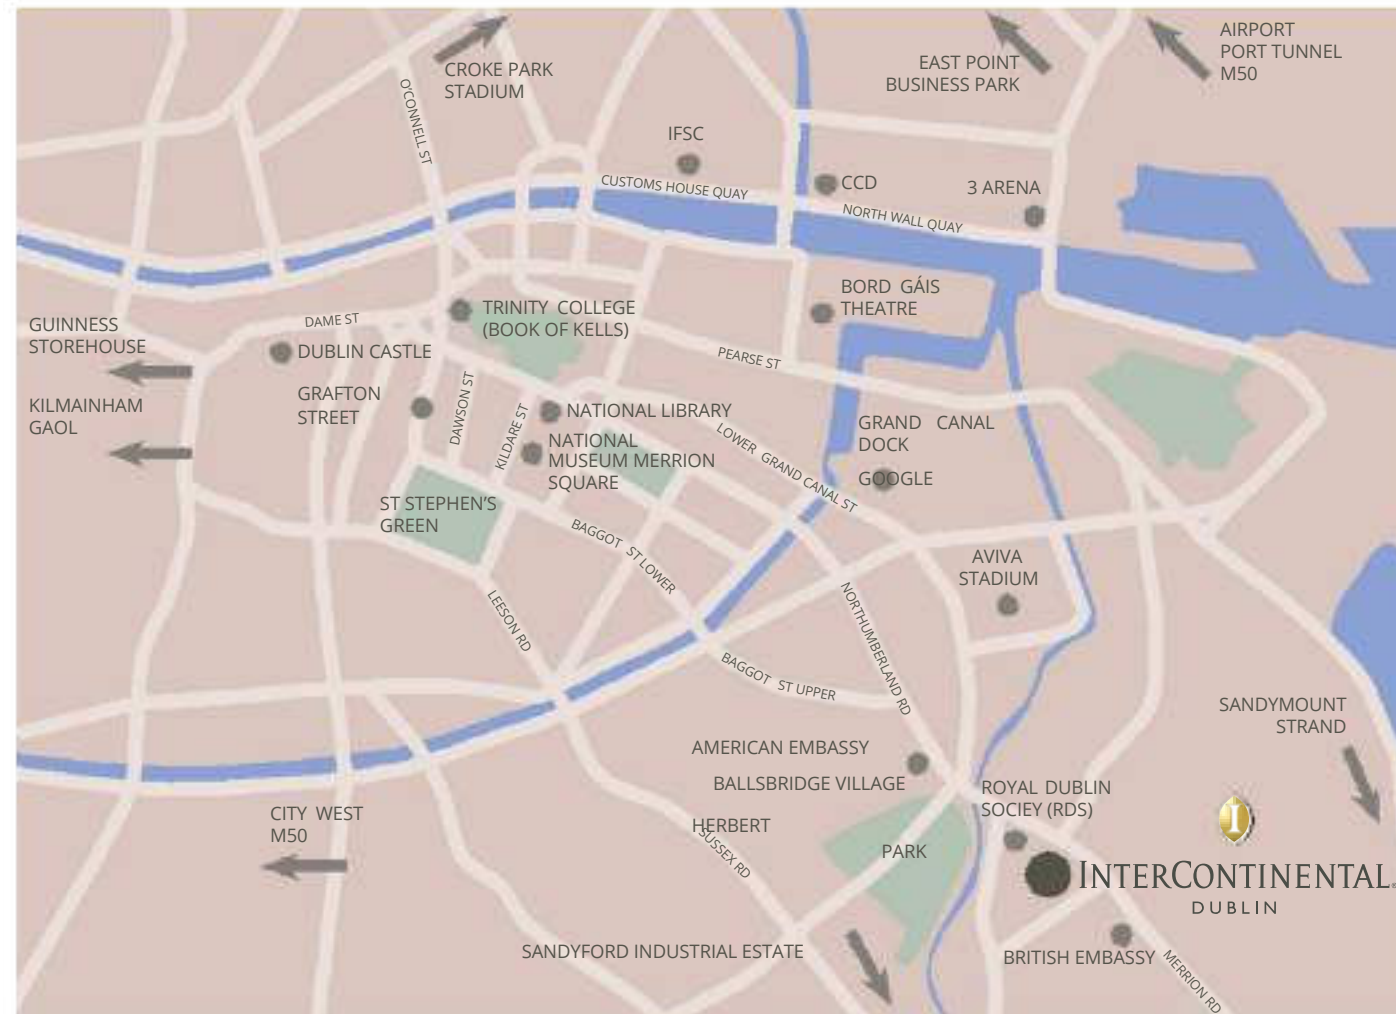 CROKE PARK
STADIUM
EAST POINT
BUSINESS PARK
AIRPORT
PORT TUNNEL
M50
O'CONNELL ST
IFSC
CUSTOMS HOUSE QUAY
CCD
3 ARENA
NORTH WALL QUAY
BORD GÁIS
THEATRE
GUINNESS
STOREHOUSE
DAME ST
TRINITY COLLEGE
(BOOK OF KELLS)
DUBLIN CASTLE
PEARSE ST
KILMAINHAM
GAOL
GRAFTON
STREET
DAWSON ST
KILDARE ST
NATIONAL LIBRARY
NATIONAL
MUSEUM MERRION
SQUARE
LOWER GRAND CANAL ST
GRAND CANAL
DOCK
GOOGLE
ST STEPHEN'S
GREEN
BAGGOT ST LOWER
AVIVA
STADIUM
LEESON RD
NORTHUMBERLAND RD
BAGGOT ST UPPER
SANDYMOUNT
STRAND
AMERICAN EMBASSY
BALLSBRIDGE VILLAGE
ROYAL DUBLIN
SOCIEY (RDS)
CITY WEST
M50
HERBERT
PARK
SUSSEX RD
I
INTERCONTINENTAL.
DUBLIN
SANDYFORD INDUSTRIAL ESTATE
BRITISH EMBASSY
MERRION RD